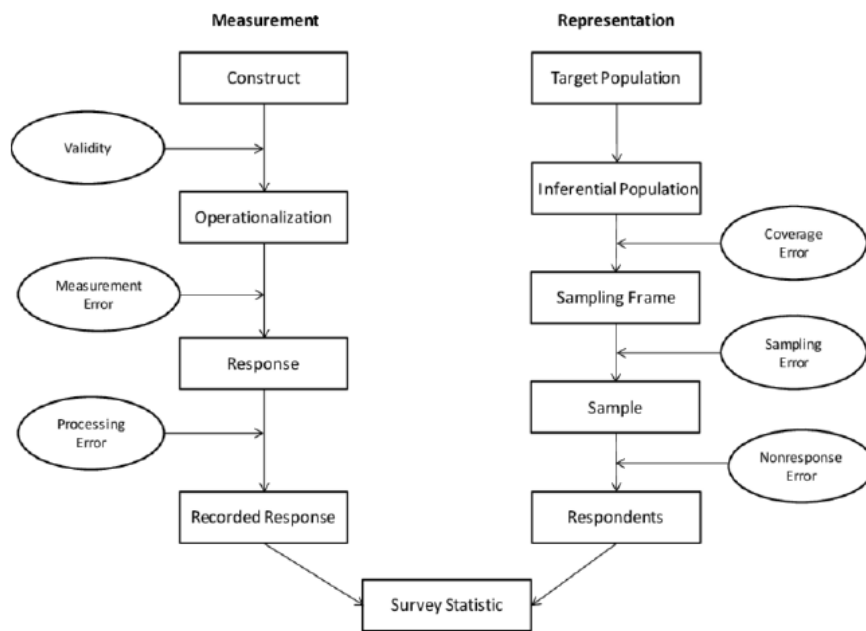 Measurement
Representation
Construct
Target Population
Validity
Inferential Population
Operationalization
Coverage
Error
Measurement
Error
Sampling Frame
Sampling
Error
Response
Sample
Processing
Error
Nonresponse
Error
Recorded Response
Respondents
Survey Statistic